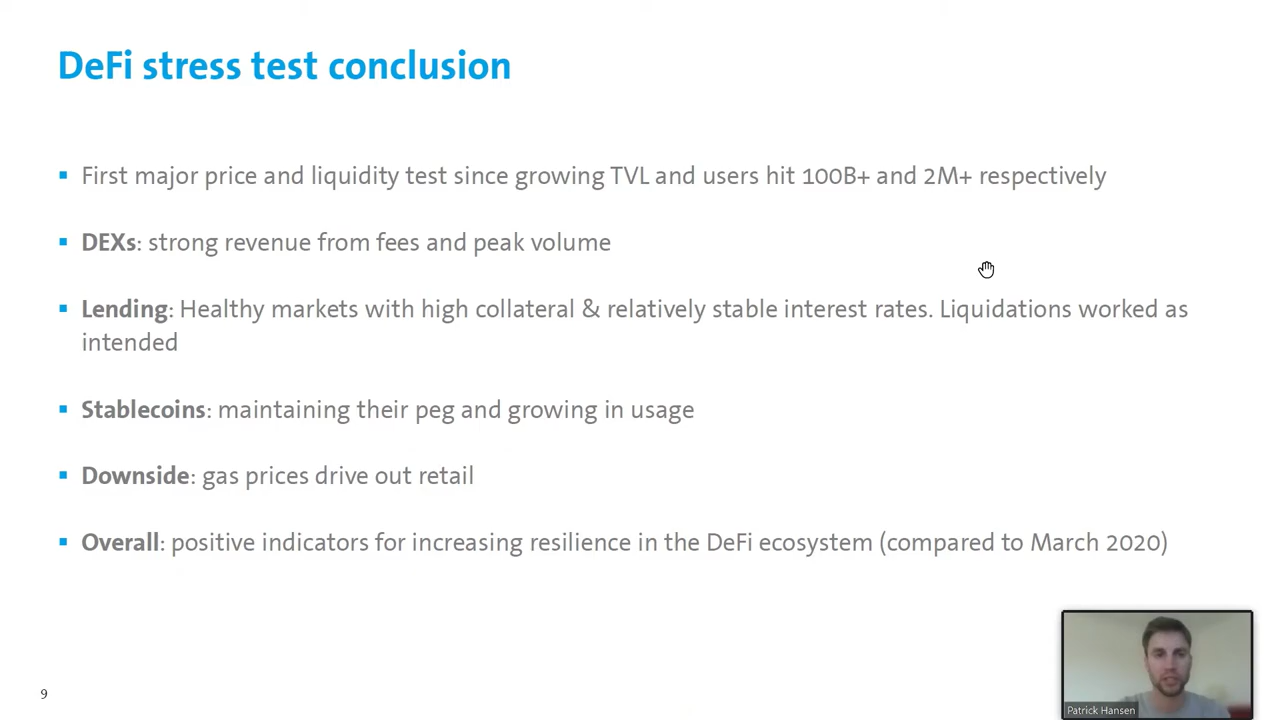 DeFi stress test conclusion
▪ First major price and liquidity test since growing TVL and users hit 100B+ and 2M+ respectively
▪ DEXs: strong revenue from fees and peak volume
▪ Lending: Healthy markets with high collateral & relatively stable interest rates. Liquidations worked as
intended
▪ Stablecoins: maintaining their peg and growing in usage
▪ Downside: gas prices drive out retail
▪ Overall: positive indicators for increasing resilience in the DeFi ecosystem (compared to March 2020)
9
Patrick Hansen